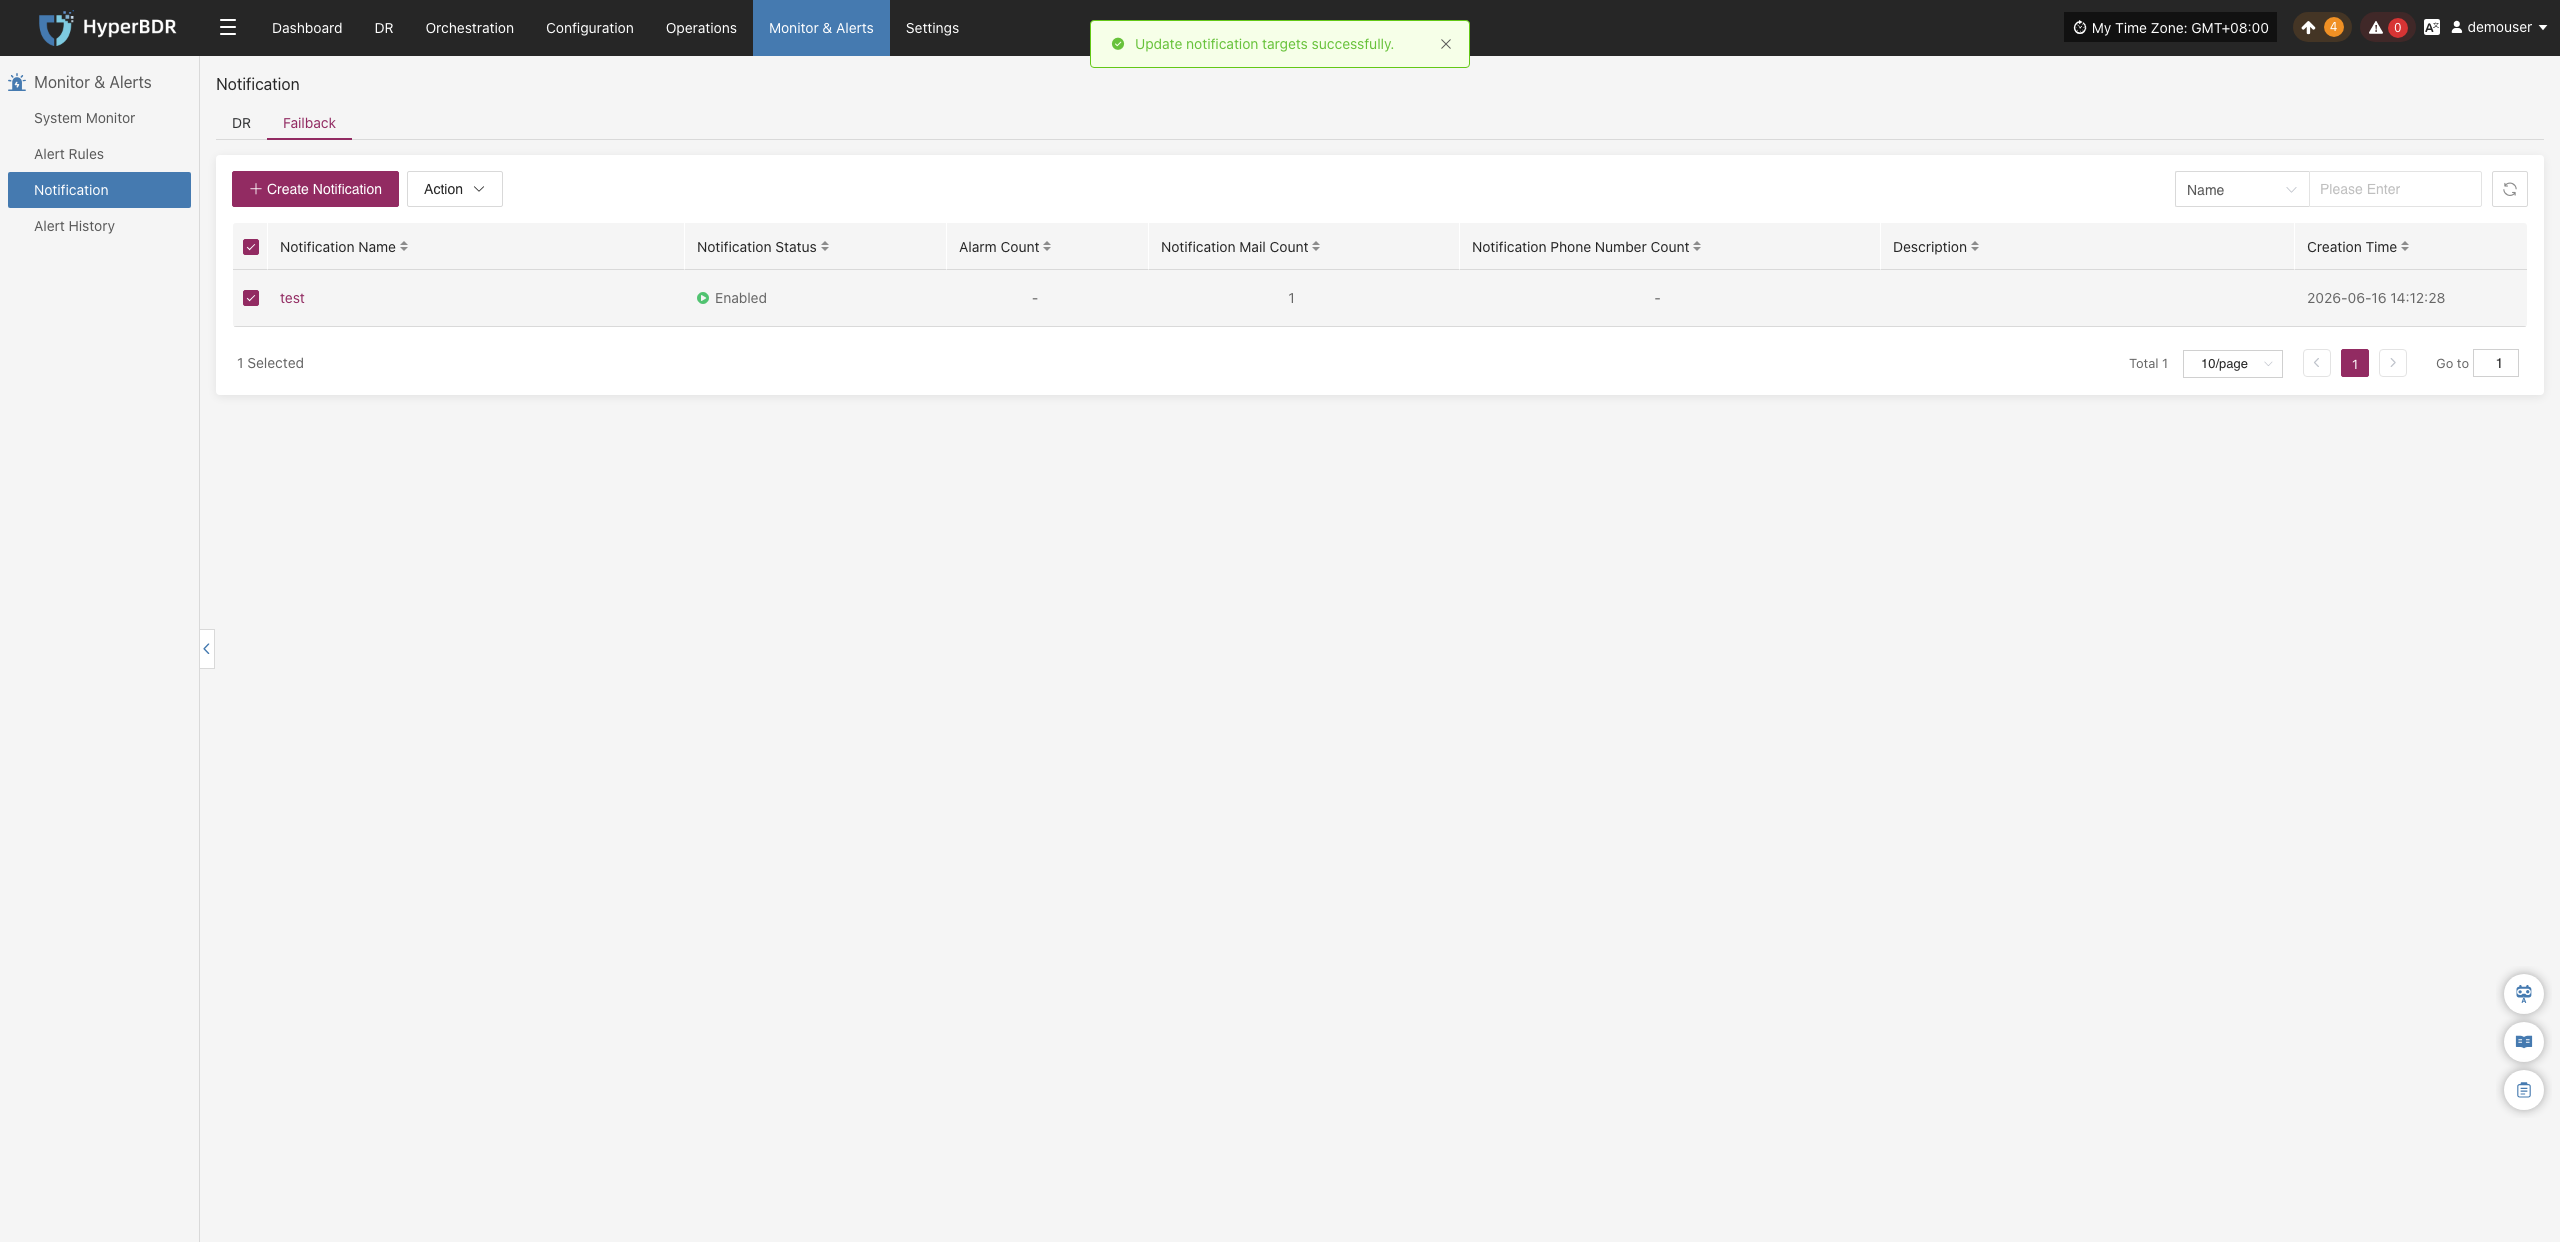 HyperBDR
Dashboard
DR
Orchestration
Configuration
Operations
Monitor & Alerts
Settings
Update notification targets successfully.
My Time Zone: GMT+08:00
4
0
demouser
Monitor & Alerts
System Monitor
Alert Rules
Notification
Alert History
Notification
DR
Failback
Create Notification
Action
Name
Please Enter
Notification Name
Notification Status
Alarm Count
Notification Mail Count
Notification Phone Number Count
Description
Creation Time
test
Enabled
-
1
-
2026-06-16 14:12:28
1 Selected
Total 1
10/page
1
Go to
1